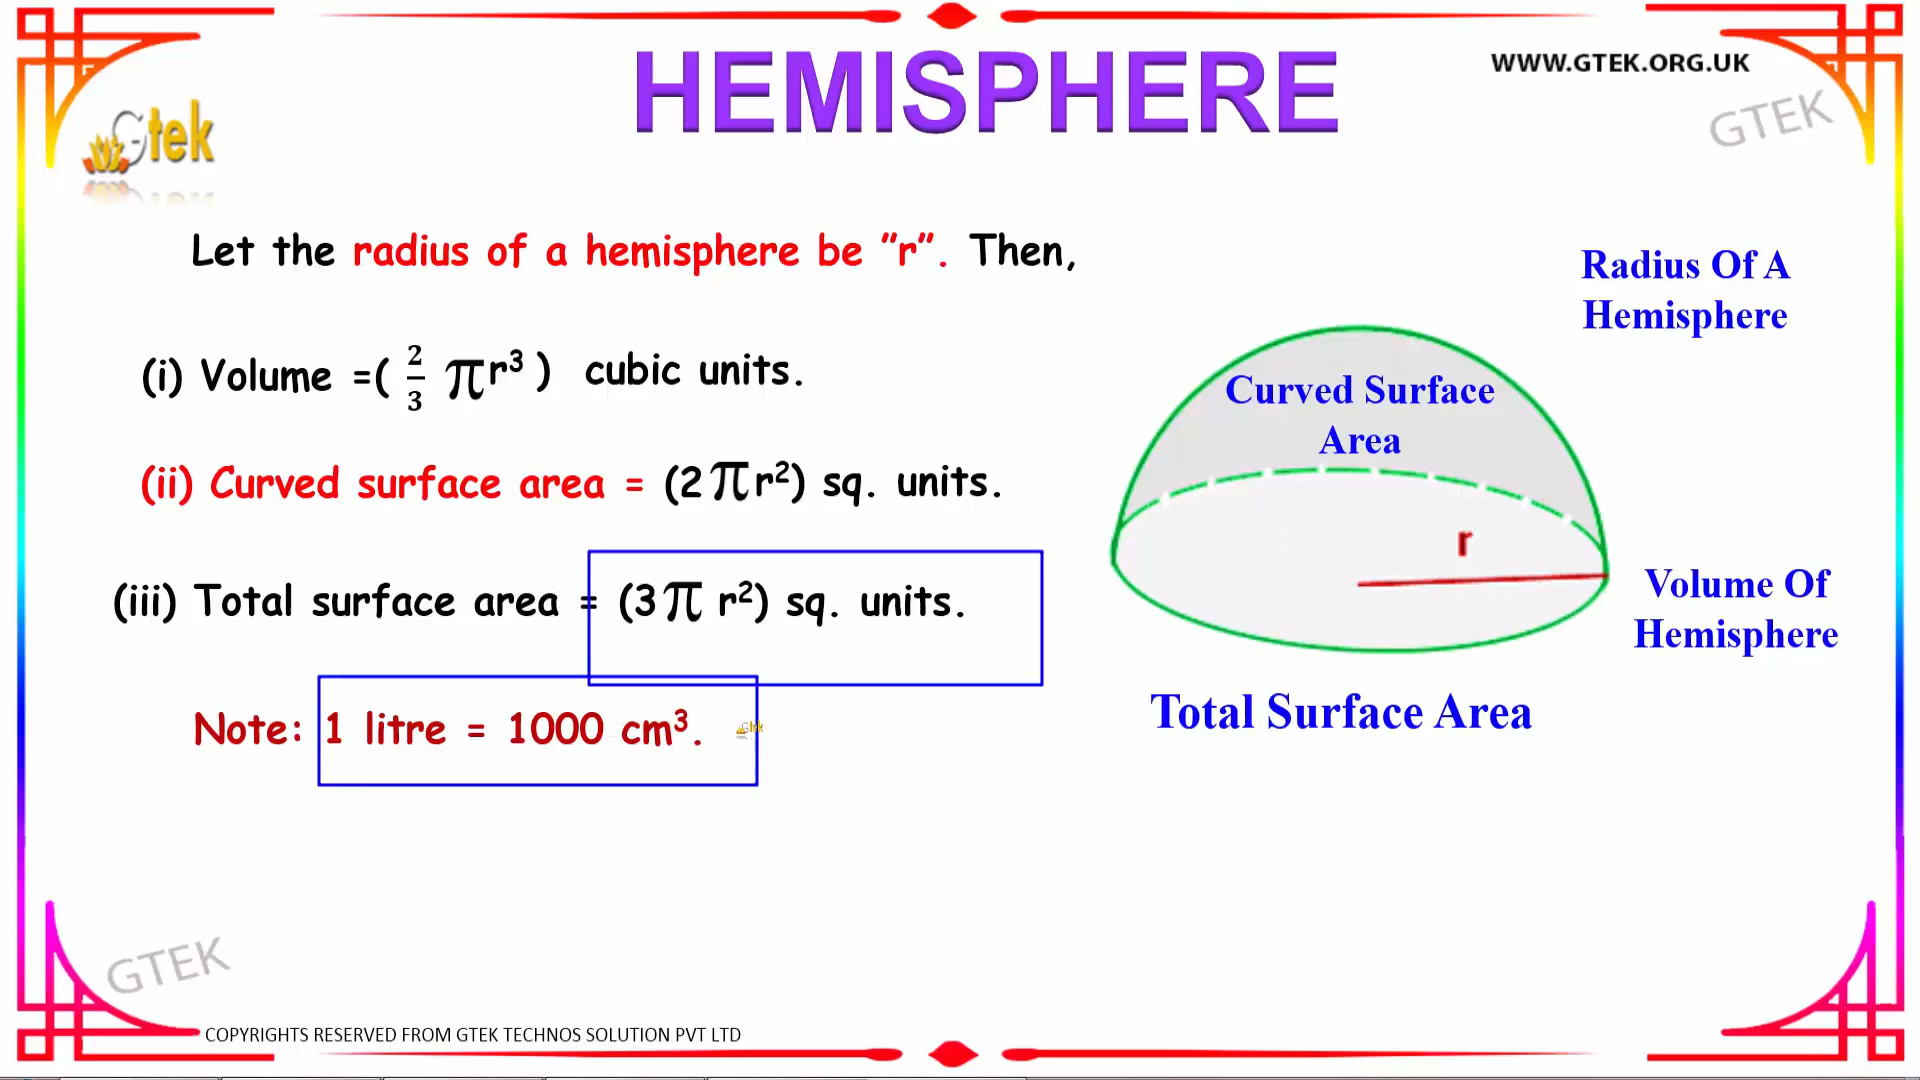 HEMISPHERE
WWW.GTEK.ORG.UK
GTEK
Gtek
Let the radius of a hemisphere be ”r”. Then,
(i) Volume =( 2/3 πr³ ) cubic units.
(ii) Curved surface area = (2πr²) sq. units.
(iii) Total surface area = (3π r²) sq. units.
Note: 1 litre = 1000 cm³.
Gtek
Radius Of A
Hemisphere
Curved Surface
Area
r
Volume Of
Hemisphere
Total Surface Area
GTEK
COPYRIGHTS RESERVED FROM GTEK TECHNOS SOLUTION PVT LTD